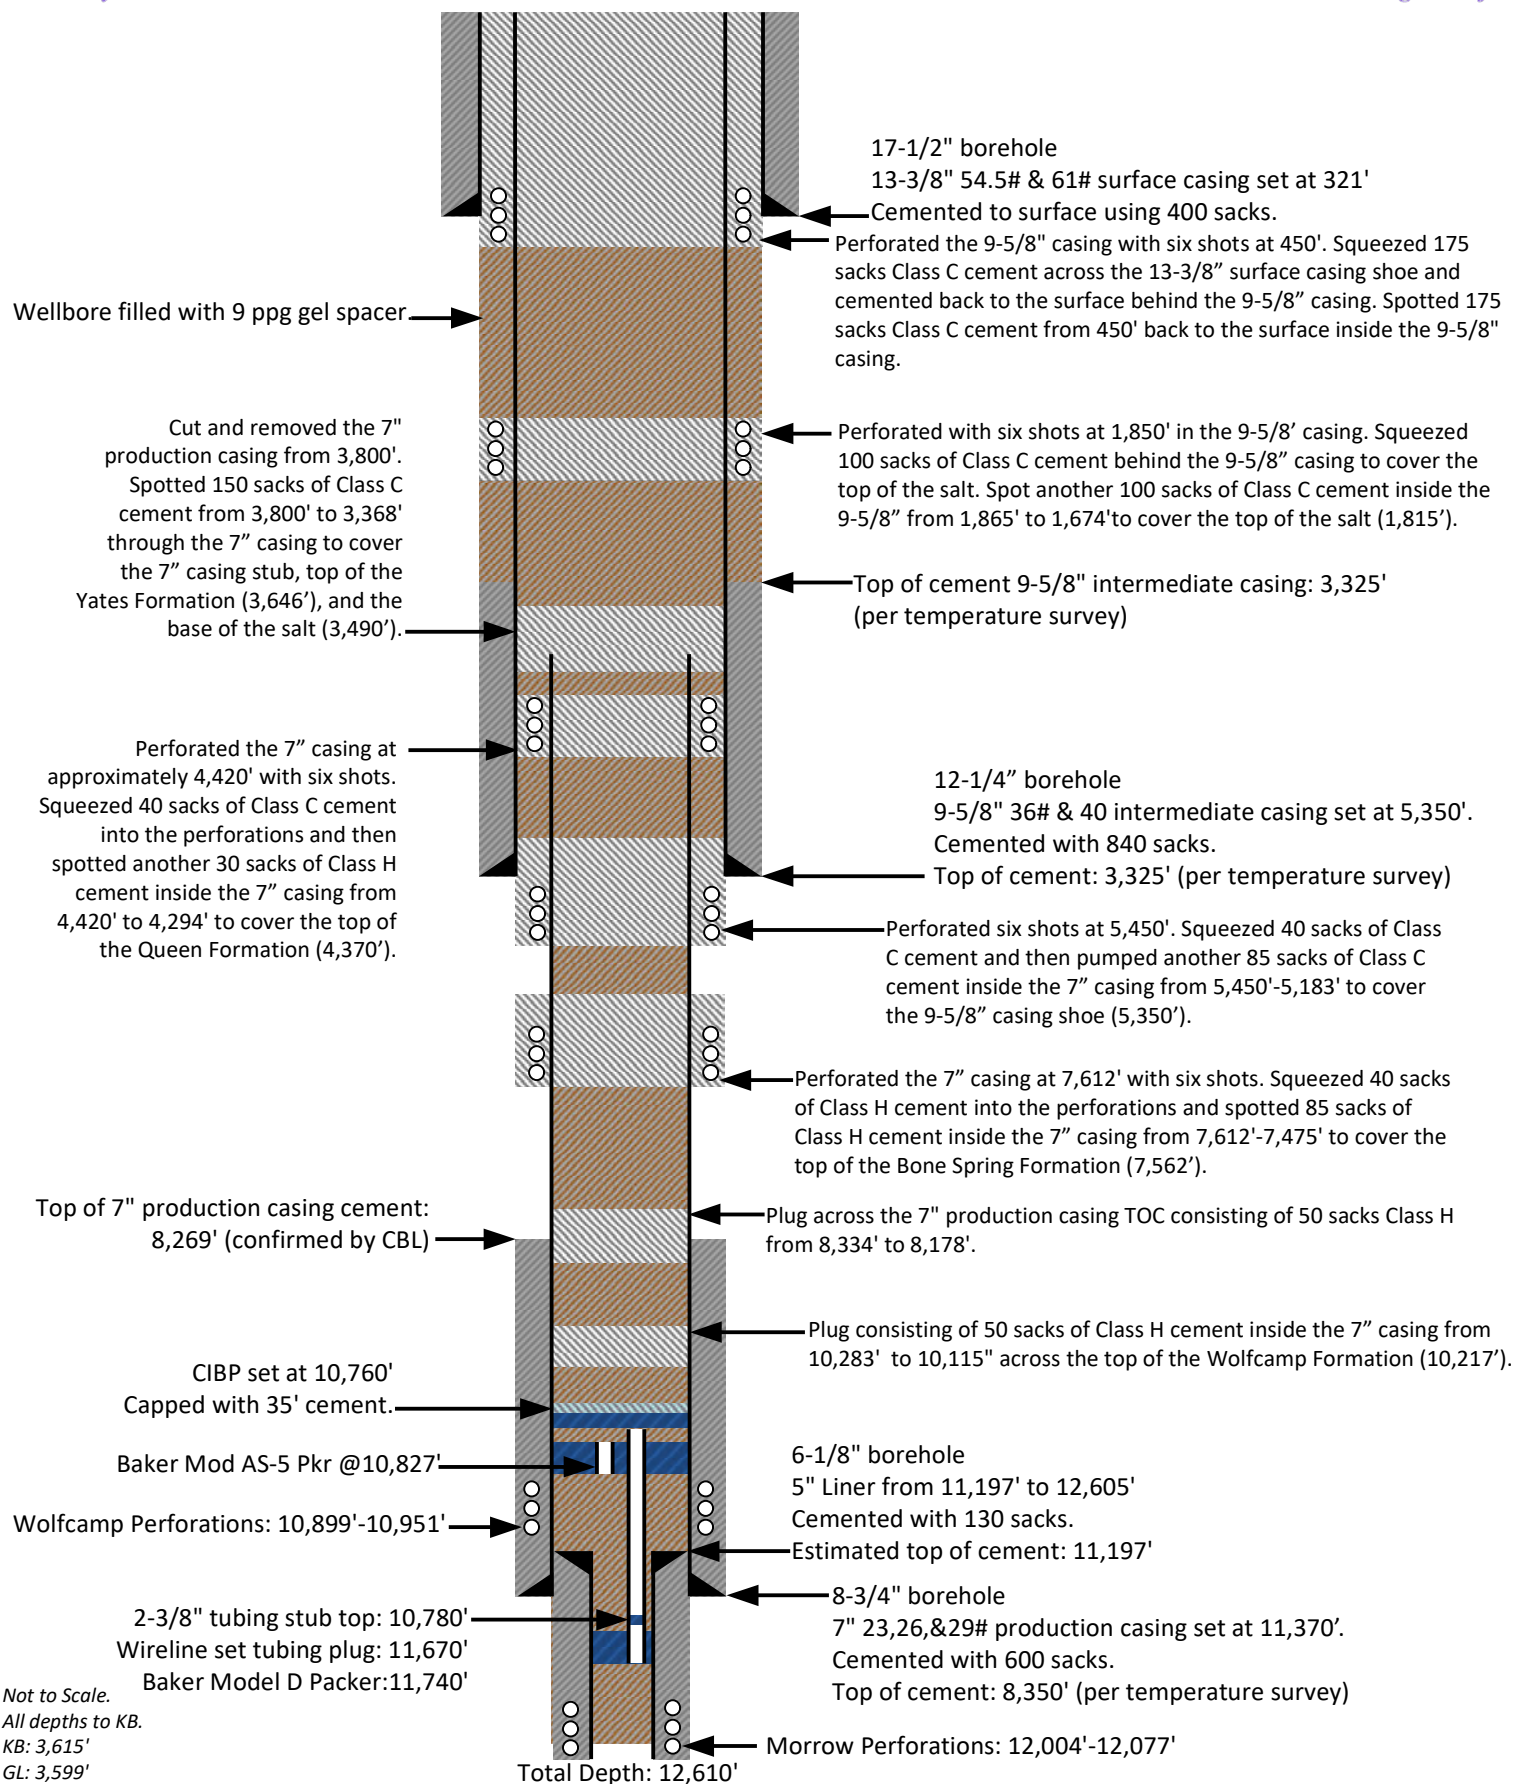 17-1/2" borehole
13-3/8" 54.5# & 61# surface casing set at 321'
Cemented to surface using 400 sacks.
Perforated the 9-5/8" casing with six shots at 450'. Squeezed 175
sacks Class C cement across the 13-3/8” surface casing shoe and
cemented back to the surface behind the 9-5/8” casing. Spotted 175
sacks Class C cement from 450' back to the surface inside the 9-5/8"
casing.
Wellbore filled with 9 ppg gel spacer.
Cut and removed the 7"
production casing from 3,800'.
Spotted 150 sacks of Class C
cement from 3,800' to 3,368'
through the 7” casing to cover
the 7” casing stub, top of the
Yates Formation (3,646’), and the
base of the salt (3,490’).
Perforated with six shots at 1,850' in the 9-5/8’ casing. Squeezed
100 sacks of Class C cement behind the 9-5/8” casing to cover the
top of the salt. Spot another 100 sacks of Class C cement inside the
9-5/8” from 1,865' to 1,674'to cover the top of the salt (1,815’).
Top of cement 9-5/8" intermediate casing: 3,325'
(per temperature survey)
Perforated the 7” casing at
approximately 4,420' with six shots.
Squeezed 40 sacks of Class C cement
into the perforations and then
spotted another 30 sacks of Class H
cement inside the 7” casing from
4,420' to 4,294' to cover the top of
the Queen Formation (4,370’).
12-1/4” borehole
9-5/8" 36# & 40 intermediate casing set at 5,350'.
Cemented with 840 sacks.
Top of cement: 3,325' (per temperature survey)
Perforated six shots at 5,450'. Squeezed 40 sacks of Class
C cement and then pumped another 85 sacks of Class C
cement inside the 7” casing from 5,450'-5,183' to cover
the 9-5/8” casing shoe (5,350’).
Perforated the 7” casing at 7,612' with six shots. Squeezed 40 sacks
of Class H cement into the perforations and spotted 85 sacks of
Class H cement inside the 7” casing from 7,612'-7,475' to cover the
top of the Bone Spring Formation (7,562’).
Top of 7" production casing cement:
8,269' (confirmed by CBL)
Plug across the 7" production casing TOC consisting of 50 sacks Class H
from 8,334' to 8,178'.
Plug consisting of 50 sacks of Class H cement inside the 7” casing from
10,283' to 10,115" across the top of the Wolfcamp Formation (10,217’).
CIBP set at 10,760'
Capped with 35' cement.
Baker Mod AS-5 Pkr @10,827'
Wolfcamp Perforations: 10,899'-10,951'
6-1/8” borehole
5" Liner from 11,197' to 12,605'
Cemented with 130 sacks.
Estimated top of cement: 11,197'
8-3/4" borehole
7" 23,26,&29# production casing set at 11,370’.
Cemented with 600 sacks.
Top of cement: 8,350' (per temperature survey)
2-3/8" tubing stub top: 10,780'
Wireline set tubing plug: 11,670'
Baker Model D Packer:11,740'
Not to Scale.
All depths to KB.
KB: 3,615'
GL: 3,599'
Morrow Perforations: 12,004'-12,077'
Total Depth: 12,610'